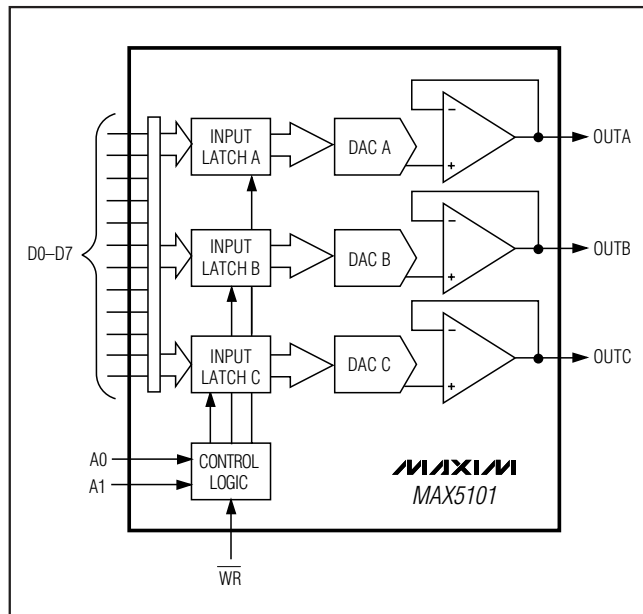 INPUT
LATCH A
DAC A
−
+
OUTA
D0–D7
INPUT
LATCH B
DAC B
−
+
OUTB
INPUT
LATCH C
DAC C
−
+
OUTC
A0
A1
CONTROL
LOGIC
MAXIM
MAX5101
WR